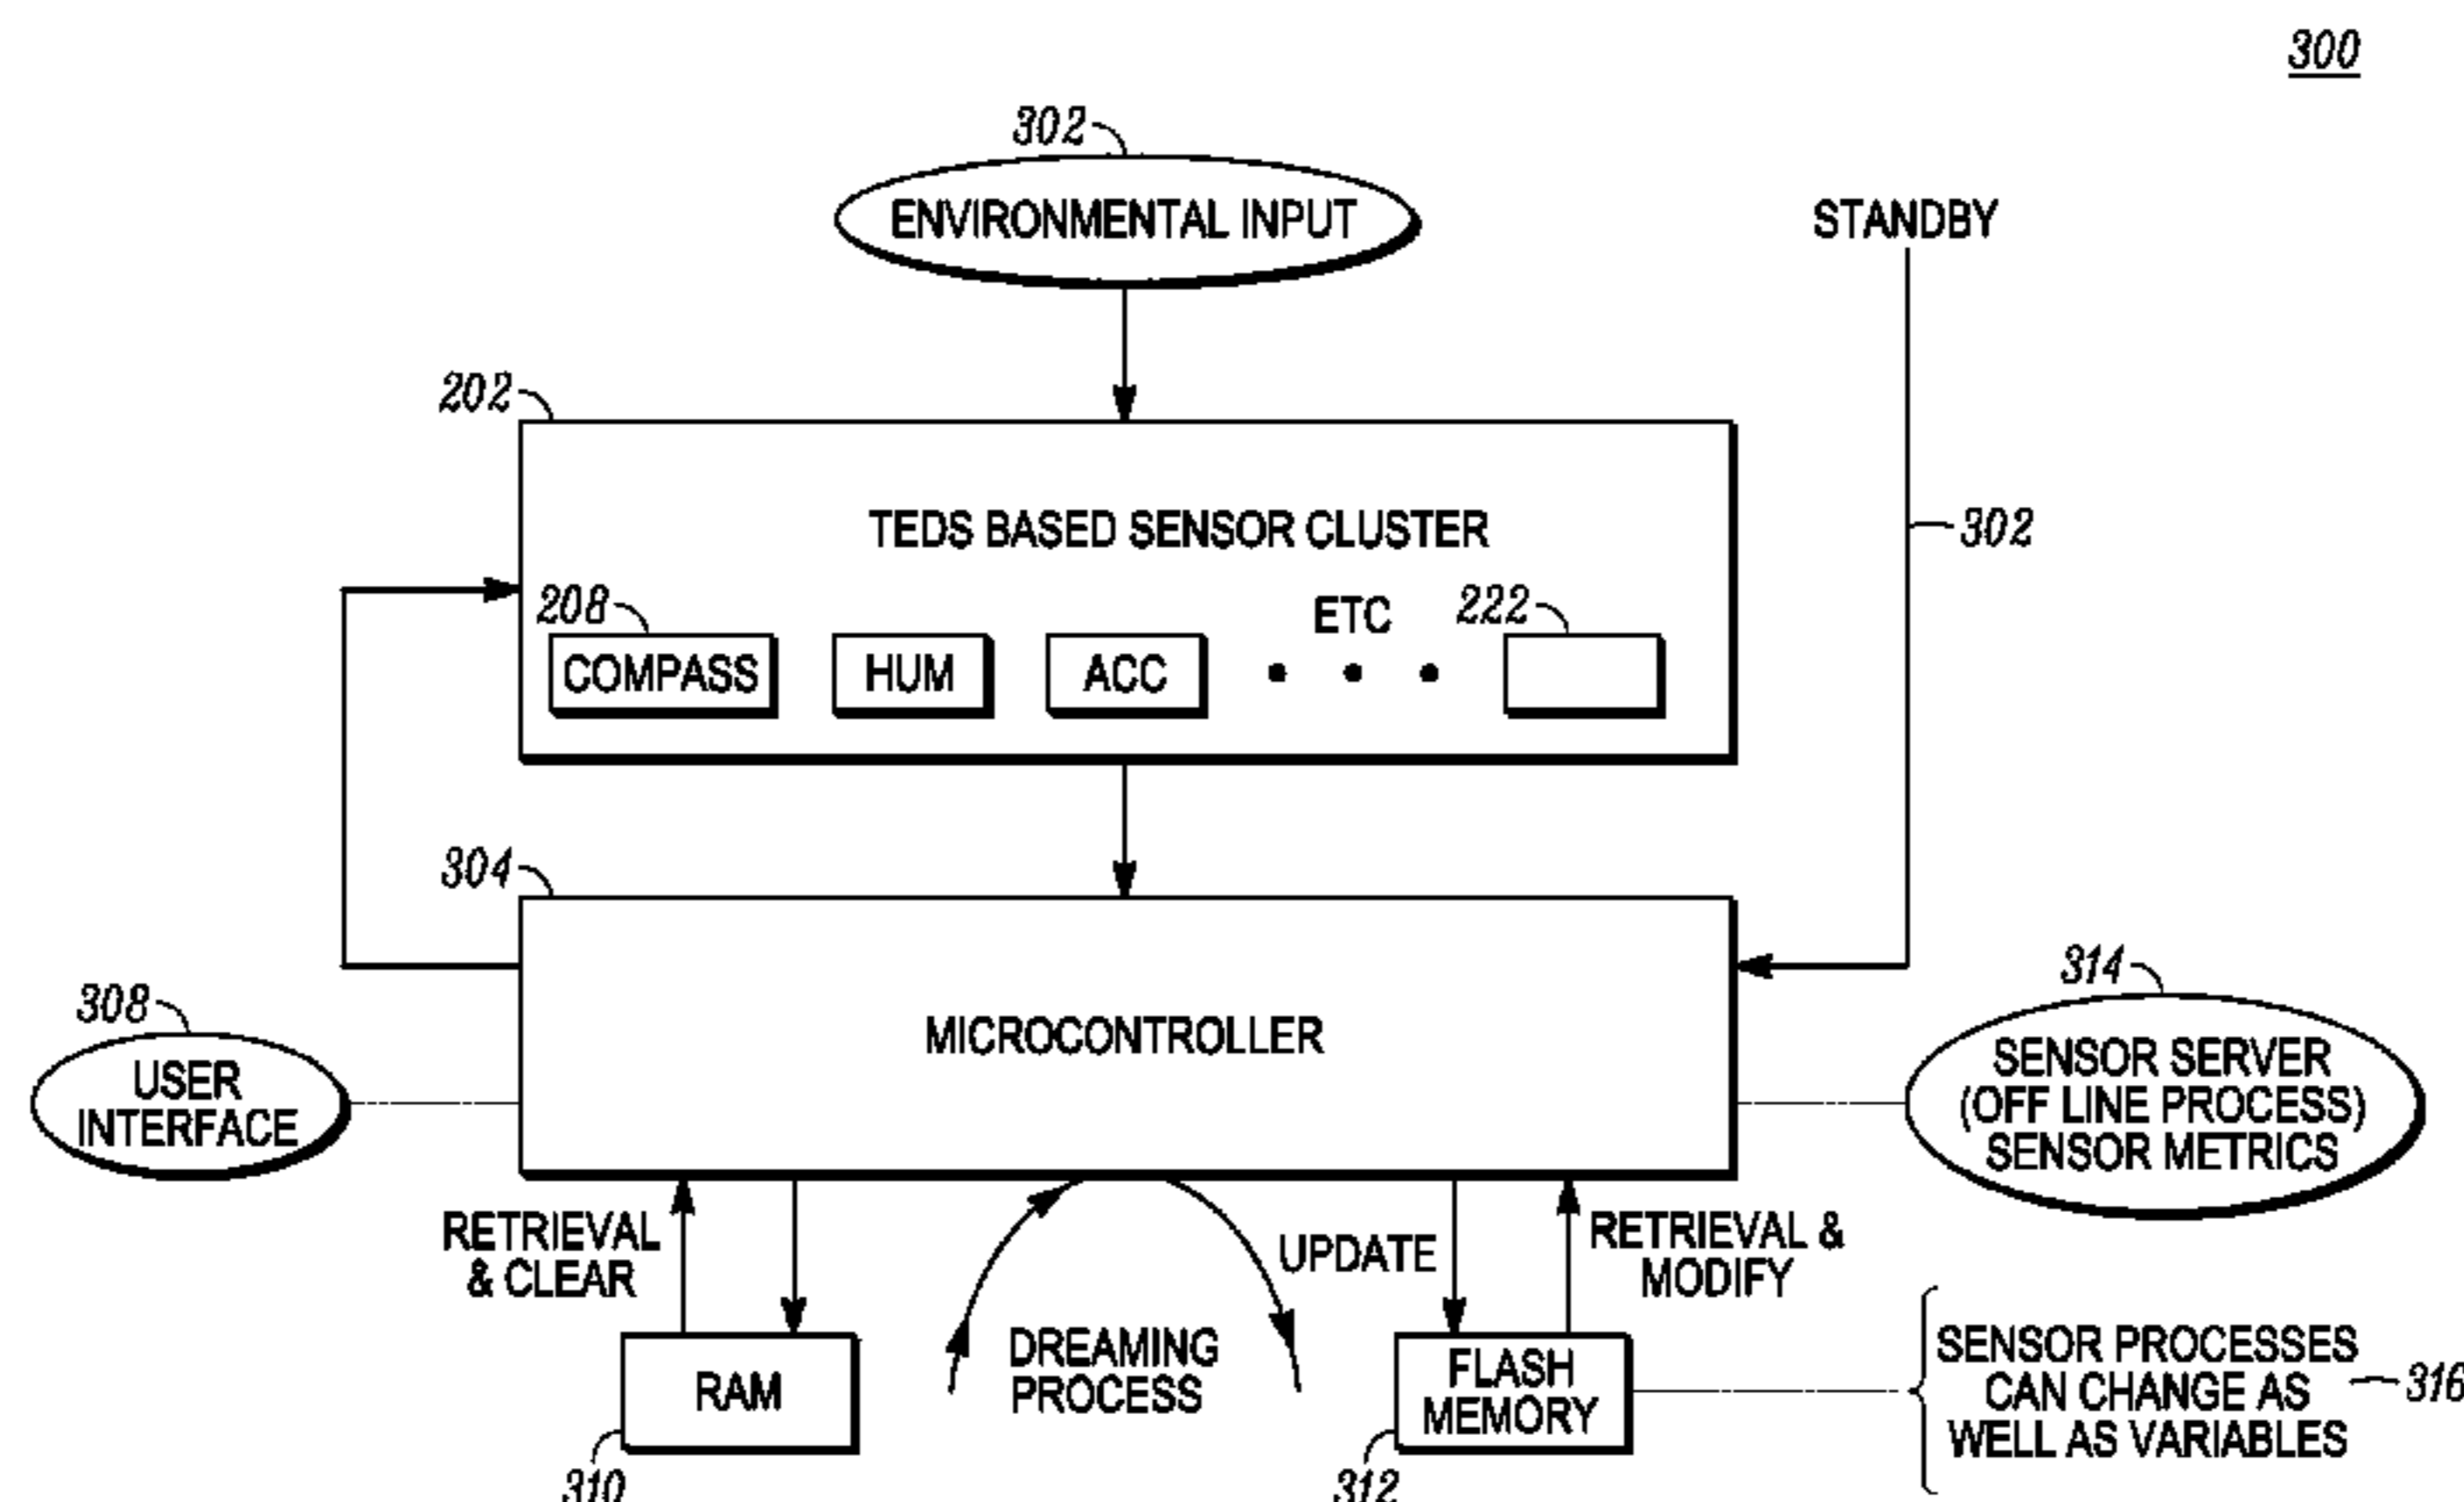 300
302
ENVIRONMENTAL INPUT
STANDBY
202
302
TEDS BASED SENSOR CLUSTER
208
ETC
222
COMPASS
HUM
ACC
304
314
308
MICROCONTROLLER
USER
INTERFACE
SENSOR SERVER
(OFF LINE PROCESS)
SENSOR METRICS
RETRIEVAL
& CLEAR
UPDATE
RETRIEVAL &
MODIFY
DREAMING
PROCESS
RAM
FLASH
MEMORY
SENSOR PROCESSES
CAN CHANGE AS
WELL AS VARIABLES
316
310
312